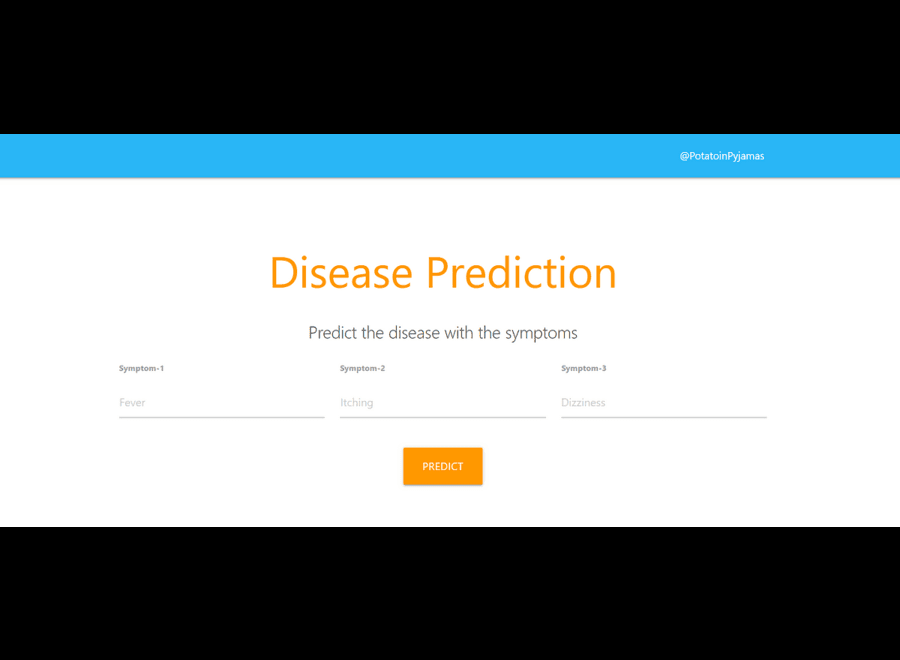 @PotatoinPyjamas
Disease Prediction
Predict the disease with the symptoms
Symptom-1 Symptom-2 Symptom-3
Fever Itching Dizziness
PREDICT